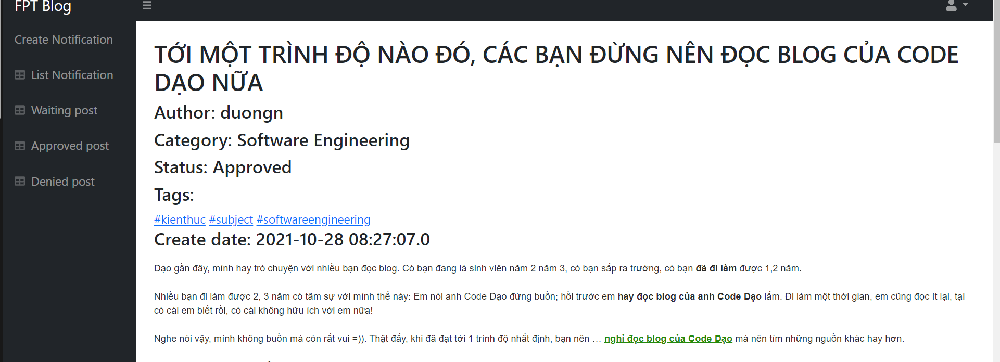 FPT Blog
Create Notification
List Notification
Waiting post
Approved post
Denied post
TỚI MỘT TRÌNH ĐỘ NÀO ĐÓ, CÁC BẠN ĐỪNG NÊN ĐỌC BLOG CỦA CODE
DẠO NỮA
Author: duongn
Category: Software Engineering
Status: Approved
Tags:
#kienthuc #subject #softwareengineering
Create date: 2021-10-28 08:27:07.0
Dạo gần đây, mình hay trò chuyện với nhiều bạn đọc blog. Có bạn đang là sinh viên năm 2 năm 3, có bạn sắp ra trường, có bạn đã đi làm được 1,2 năm.
Nhiều bạn đi làm được 2, 3 năm có tâm sự với mình thế này: Em nói anh Code Dạo đừng buồn; hồi trước em hay đọc blog của anh Code Dạo lắm. Đi làm một thời gian, em cũng đọc ít lại, tại
có cái em biết rồi, có cái không hữu ích với em nữa!
Nghe nói vậy, mình không buồn mà còn rất vui =)). Thật đấy, khi đã đạt tới 1 trình độ nhất định, bạn nên … nghỉ đọc blog của Code Dạo mà nên tìm những nguồn khác hay hơn.